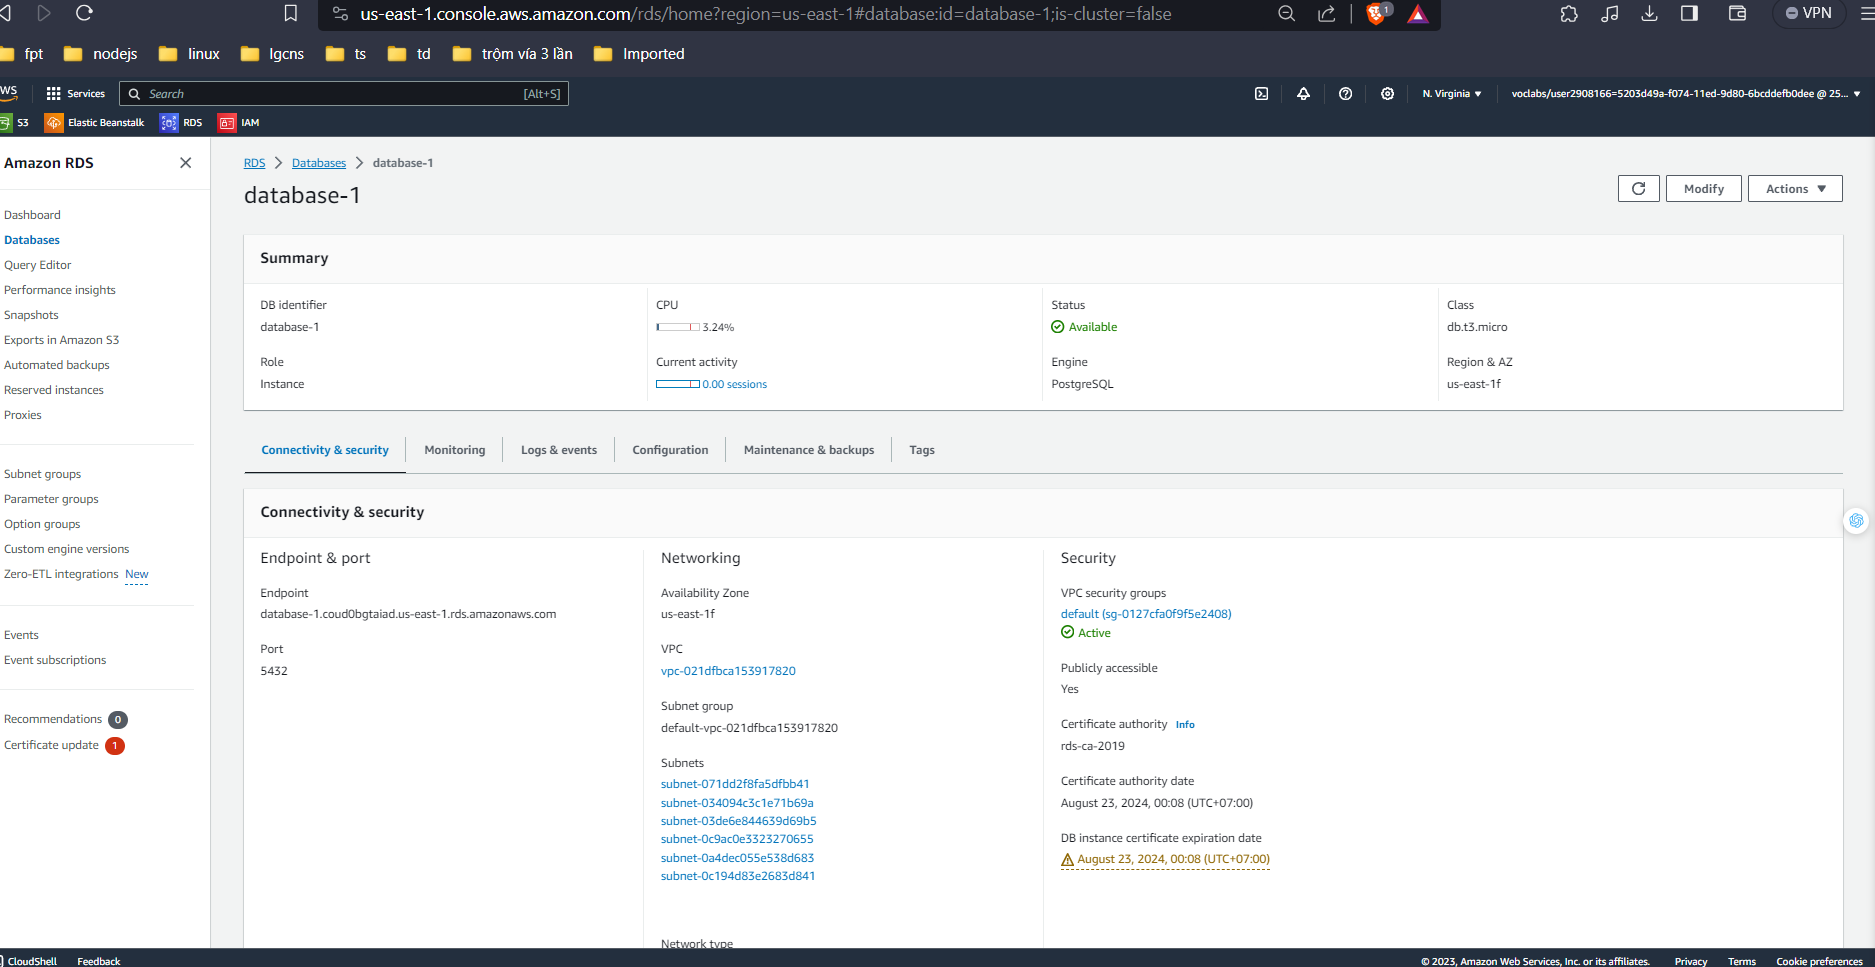 us-east-1.console.aws.amazon.com/rds/home?region=us-east-1#database:id=database-1;is-cluster=false
1
VPN
fpt
nodejs
linux
lgcns
ts
td
trộm vía 3 lần
Imported
Services
Search
[Alt+S]
N. Virginia
voclabs/user2908166=5203d49a-f074-11ed-9d80-6bcddefb0dee @ 25...
S3
Elastic Beanstalk
RDS
IAM
Amazon RDS
Dashboard
Databases
Query Editor
Performance insights
Snapshots
Exports in Amazon S3
Automated backups
Reserved instances
Proxies
Subnet groups
Parameter groups
Option groups
Custom engine versions
Zero-ETL integrations New
Events
Event subscriptions
Recommendations 0
Certificate update 1
RDS > Databases > database-1
database-1
Modify
Actions
Summary
DB identifier
database-1
CPU
3.24%
Status
Available
Class
db.t3.micro
Role
Instance
Current activity
0.00 sessions
Engine
PostgreSQL
Region & AZ
us-east-1f
Connectivity & security
Monitoring
Logs & events
Configuration
Maintenance & backups
Tags
Connectivity & security
Endpoint & port
Endpoint
database-1.coud0bgtaiad.us-east-1.rds.amazonaws.com
Port
5432
Networking
Availability Zone
us-east-1f
VPC
vpc-021dfbca153917820
Subnet group
default-vpc-021dfbca153917820
Subnets
subnet-071dd2f8fa5dfbb41
subnet-034094c3c1e71b69a
subnet-03de6e844639d69b5
subnet-0c9ac0e3323270655
subnet-0a4dec055e538d683
subnet-0c194d83e2683d841
Network type
Security
VPC security groups
default (sg-0127cfa0f9f5e2408)
Active
Publicly accessible
Yes
Certificate authority Info
rds-ca-2019
Certificate authority date
August 23, 2024, 00:08 (UTC+07:00)
DB instance certificate expiration date
August 23, 2024, 00:08 (UTC+07:00)
CloudShell
Feedback
© 2023, Amazon Web Services, Inc. or its affiliates.
Privacy
Terms
Cookie preferences